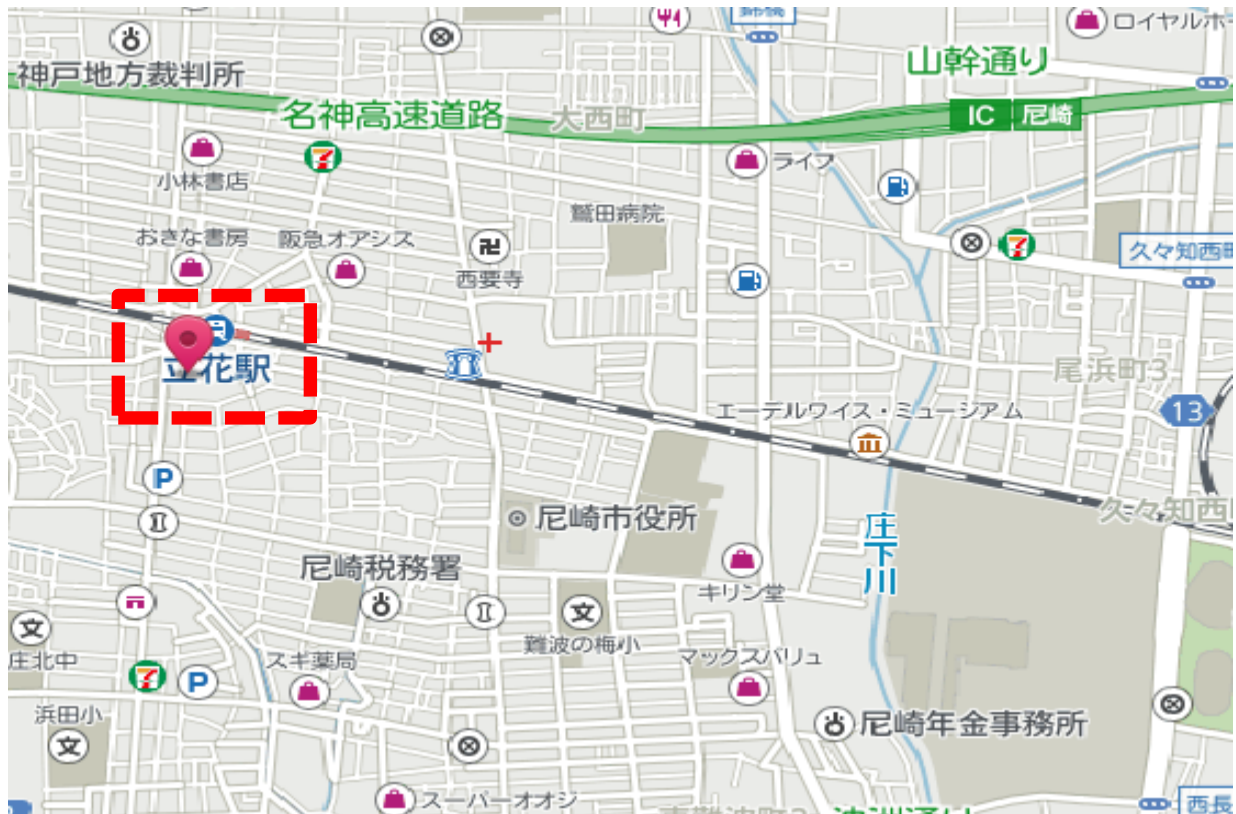 錦橋
ロイヤルホー
神戸地方裁判所
山幹通り
名神高速道路
大西町
IC 尼崎
小林書店
ライフ
鷲田病院
おきな書房
阪急オアシス
西要寺
久々知西町
立花駅
尾浜町3
エーデルワイス・ミュージアム
13
P
尼崎市役所
久々知西町
庄下川
尼崎税務署
キリン堂
文
文
難波の梅小
庄北中
スギ薬局
マックスバリュ
7
P
浜田小
文
尼崎年金事務所
スーパーオオジ
西長